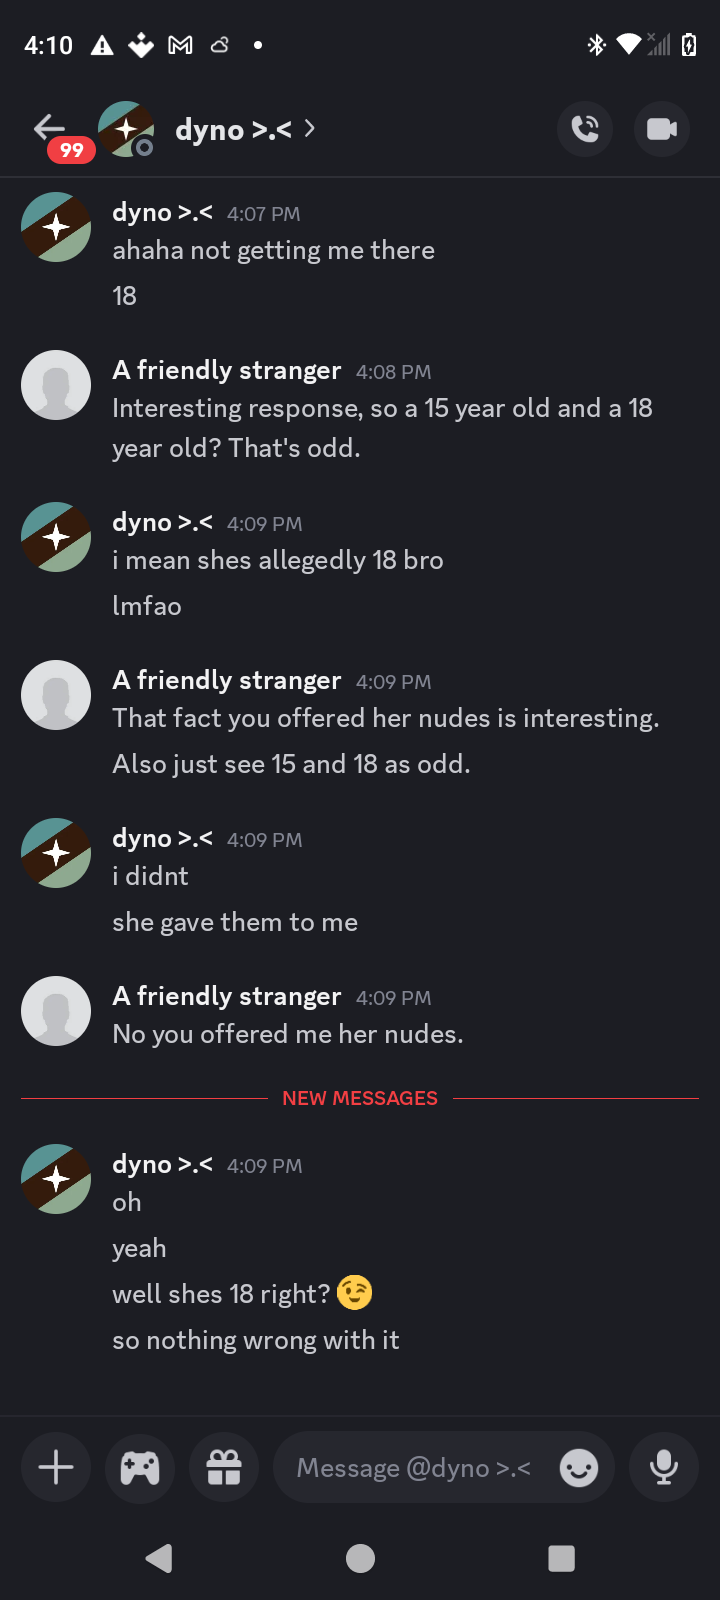 4:10
99
dyno >.<
dyno >.< 4:07 PM
ahaha not getting me there
18
A friendly stranger 4:08 PM
Interesting response, so a 15 year old and a 18
year old? That's odd.
dyno >.< 4:09 PM
i mean shes allegedly 18 bro
lmfao
A friendly stranger 4:09 PM
That fact you offered her nudes is interesting.
Also just see 15 and 18 as odd.
dyno >.< 4:09 PM
i didnt
she gave them to me
A friendly stranger 4:09 PM
No you offered me her nudes.
NEW MESSAGES
dyno >.< 4:09 PM
oh
yeah
well shes 18 right? 😉
so nothing wrong with it
Message @dyno >.<